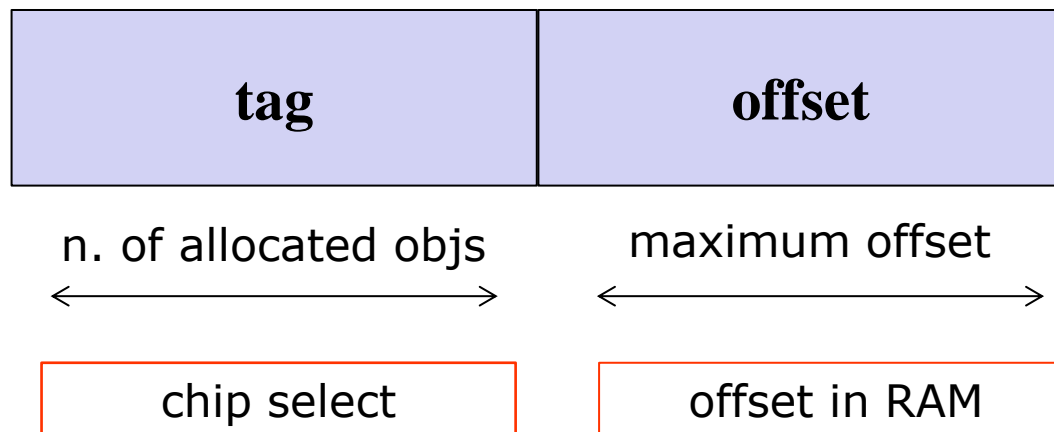 tag offset
n. of allocated objs maximum offset
chip select offset in RAM